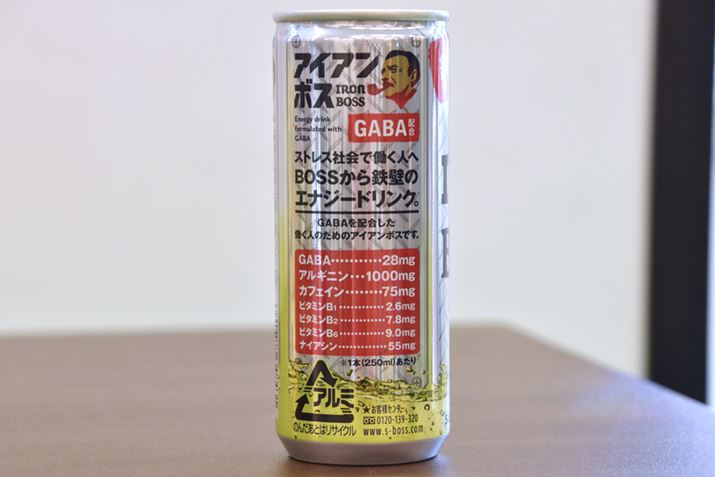 アイアン
ボス IRON
BOSS
Energy drink
formulated with
GABA
GABA配合
ストレス社会で働く人へ
BOSSから鉄壁の
エナジードリンク。
GABAを配合した
働く人のためのアイアンボスです。
GABA…………28mg
アルギニン…1000mg
カフェイン………75mg
ビタミンB1………2.6mg
ビタミンB2………7.8mg
ビタミンB6………9.0mg
ナイアシン………55mg
※1本(250ml)あたり
アルミ
のんだあとはリサイクル
★お客様センター
0120-139-320
www.s-boss.com